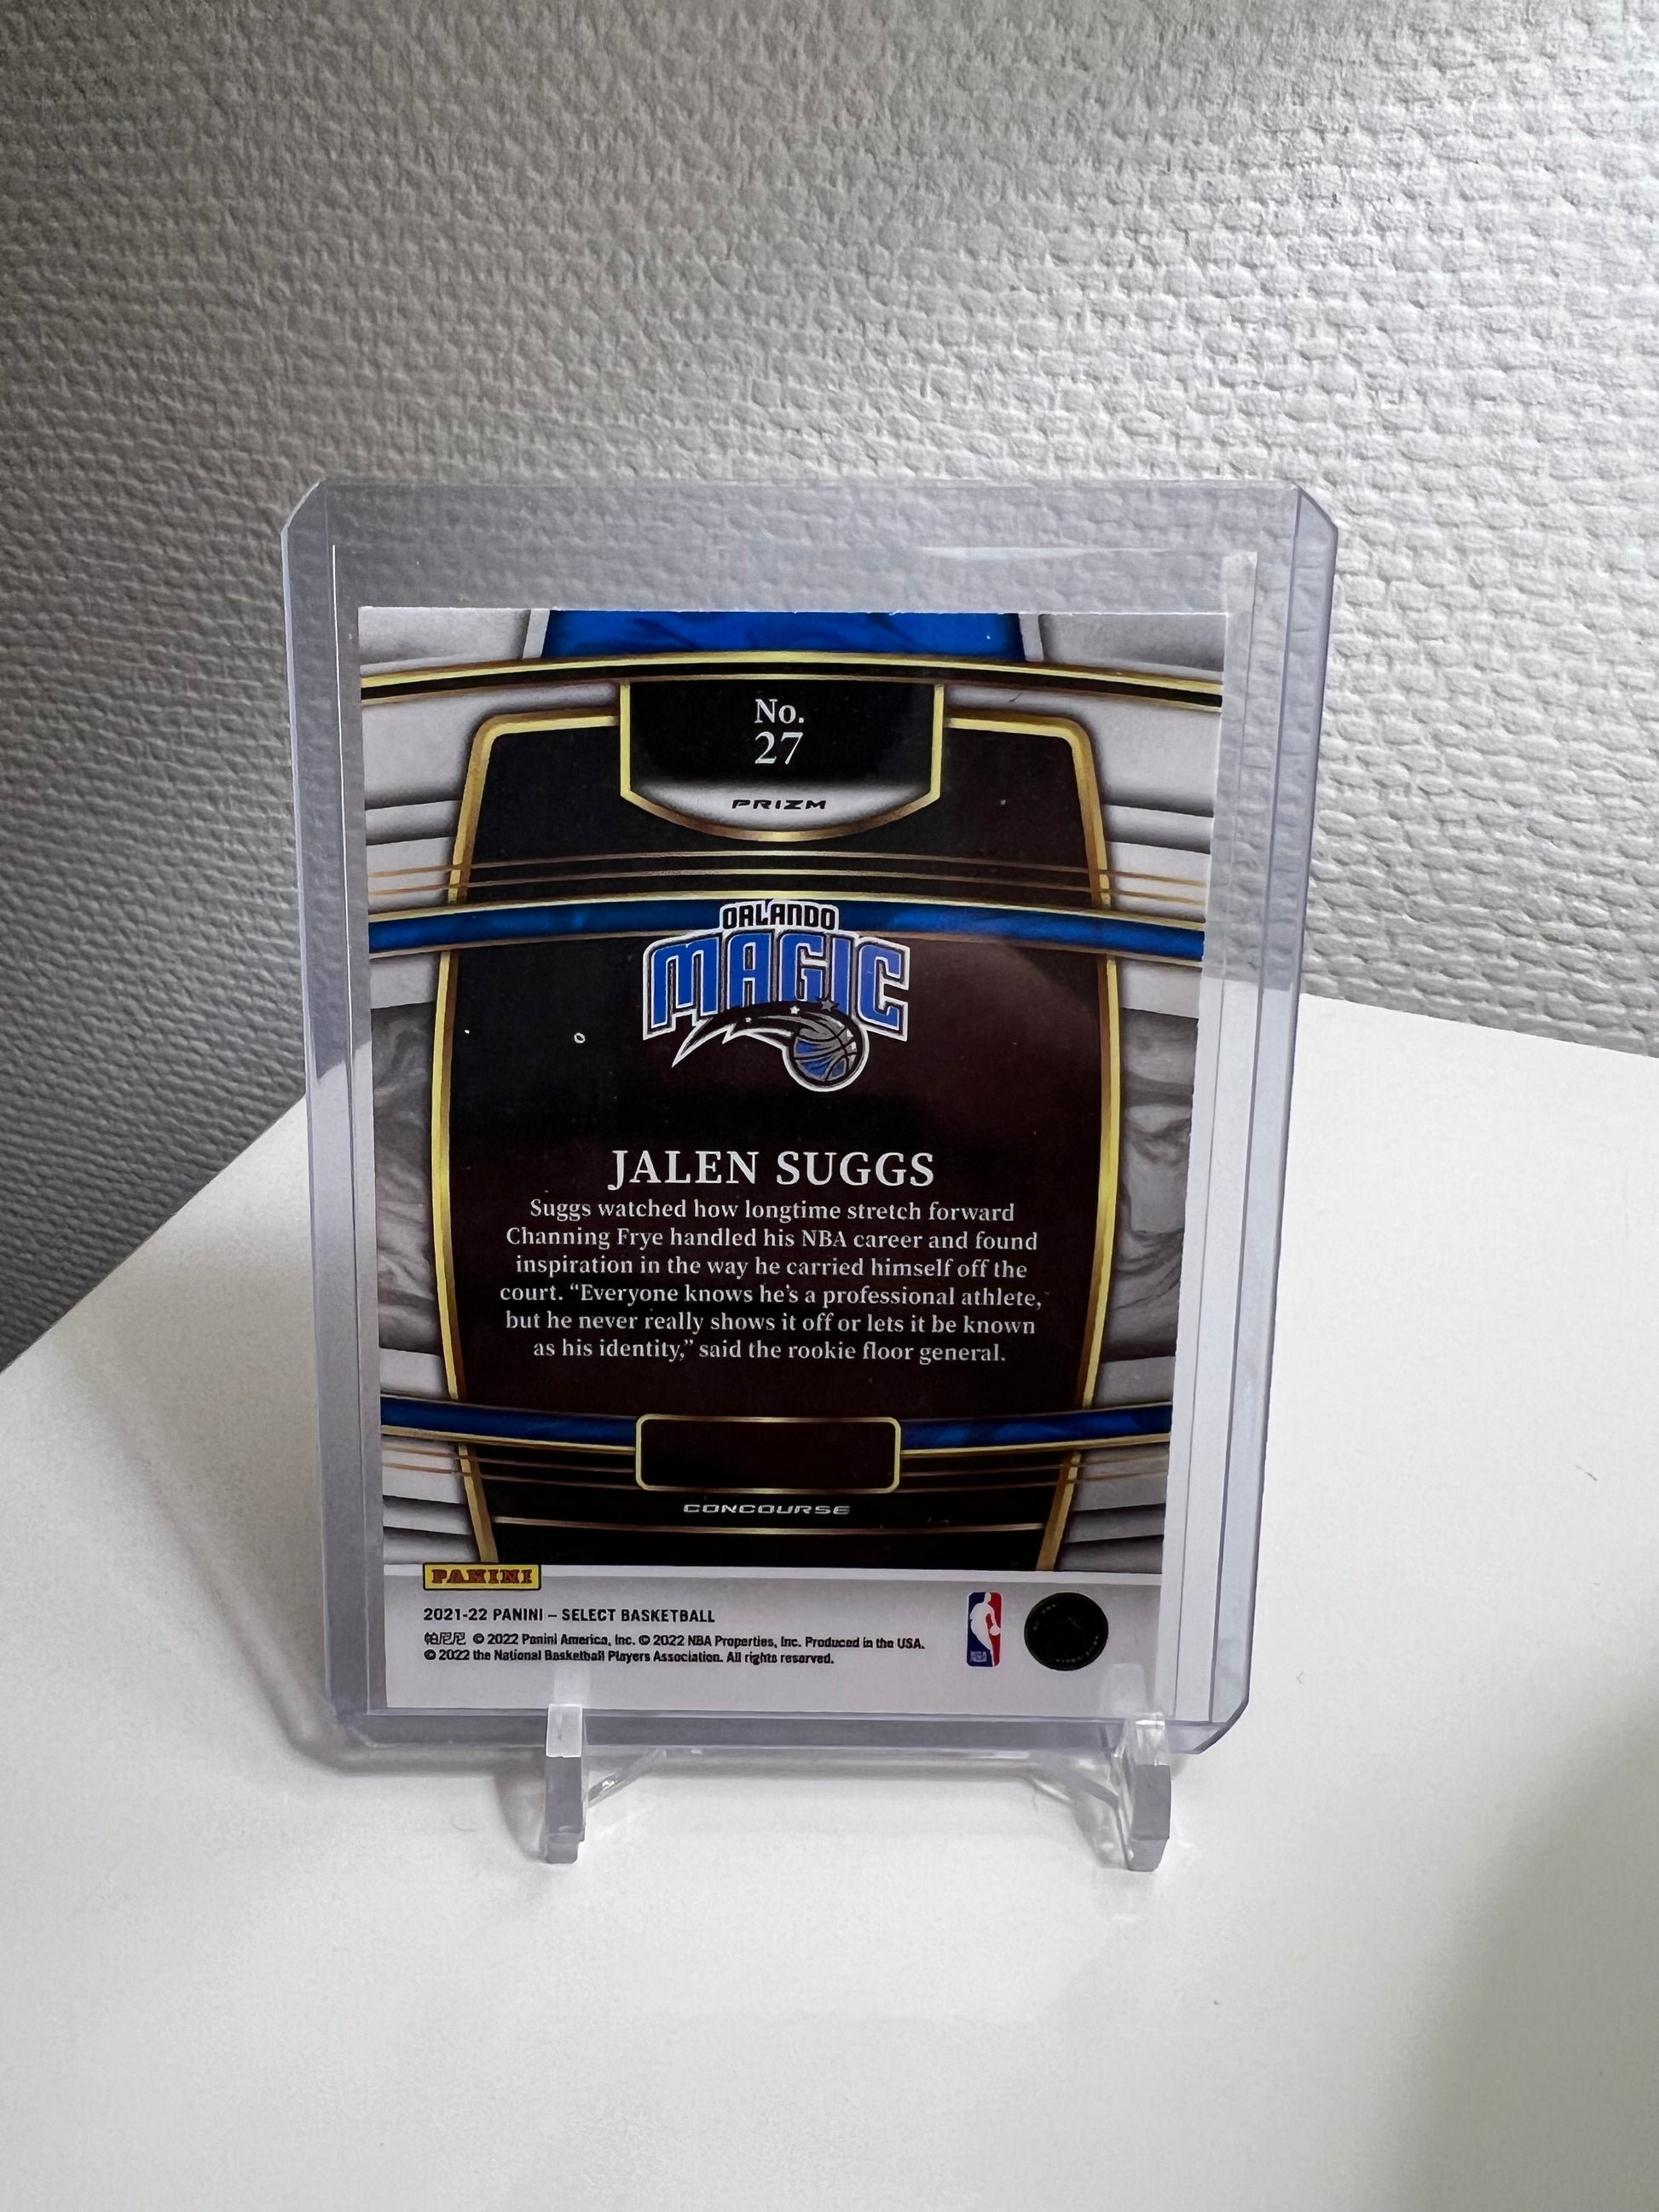 No.
27
PRIZM
ORLANDO
MAGIC
JALEN SUGGS
Suggs watched how longtime stretch forward
Channing Frye handled his NBA career and found
inspiration in the way he carried himself off the
court. “Everyone knows he’s a professional athlete,
but he never really shows it off or lets it be known
as his identity,” said the rookie floor general.
CONCOURSE
PANINI
2021-22 PANINI – SELECT BASKETBALL
帕尼尼 © 2022 Panini America, Inc. © 2022 NBA Properties, Inc. Produced in the USA.
© 2022 the National Basketball Players Association. All rights reserved.
NBA